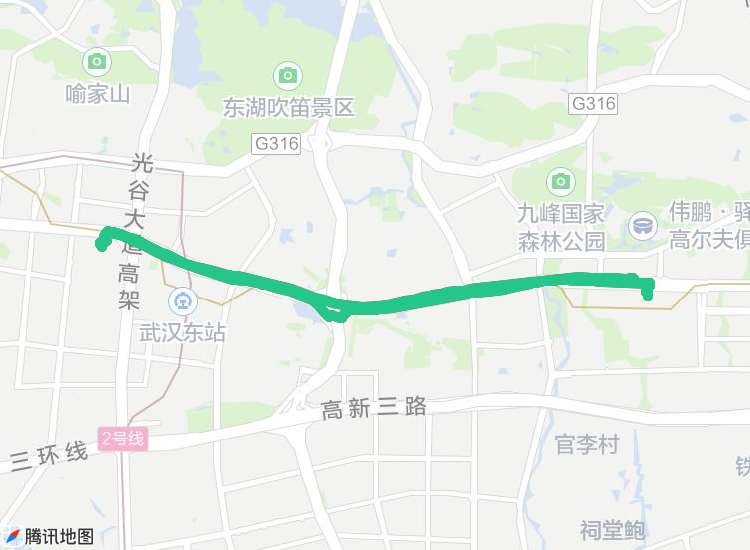 喻家山
东湖吹笛景区
G316
G316
光谷大道高架
九峰国家
森林公园
伟鹏·驿
高尔夫俱
武汉东站
高新三路
2号线
三环线
官李村
铁
祠堂鲍
腾讯地图